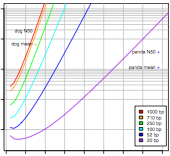 dog N50
dog mean
panda N50
panda mean
1000 bp
710 bp
250 bp
100 bp
52 bp
30 bp